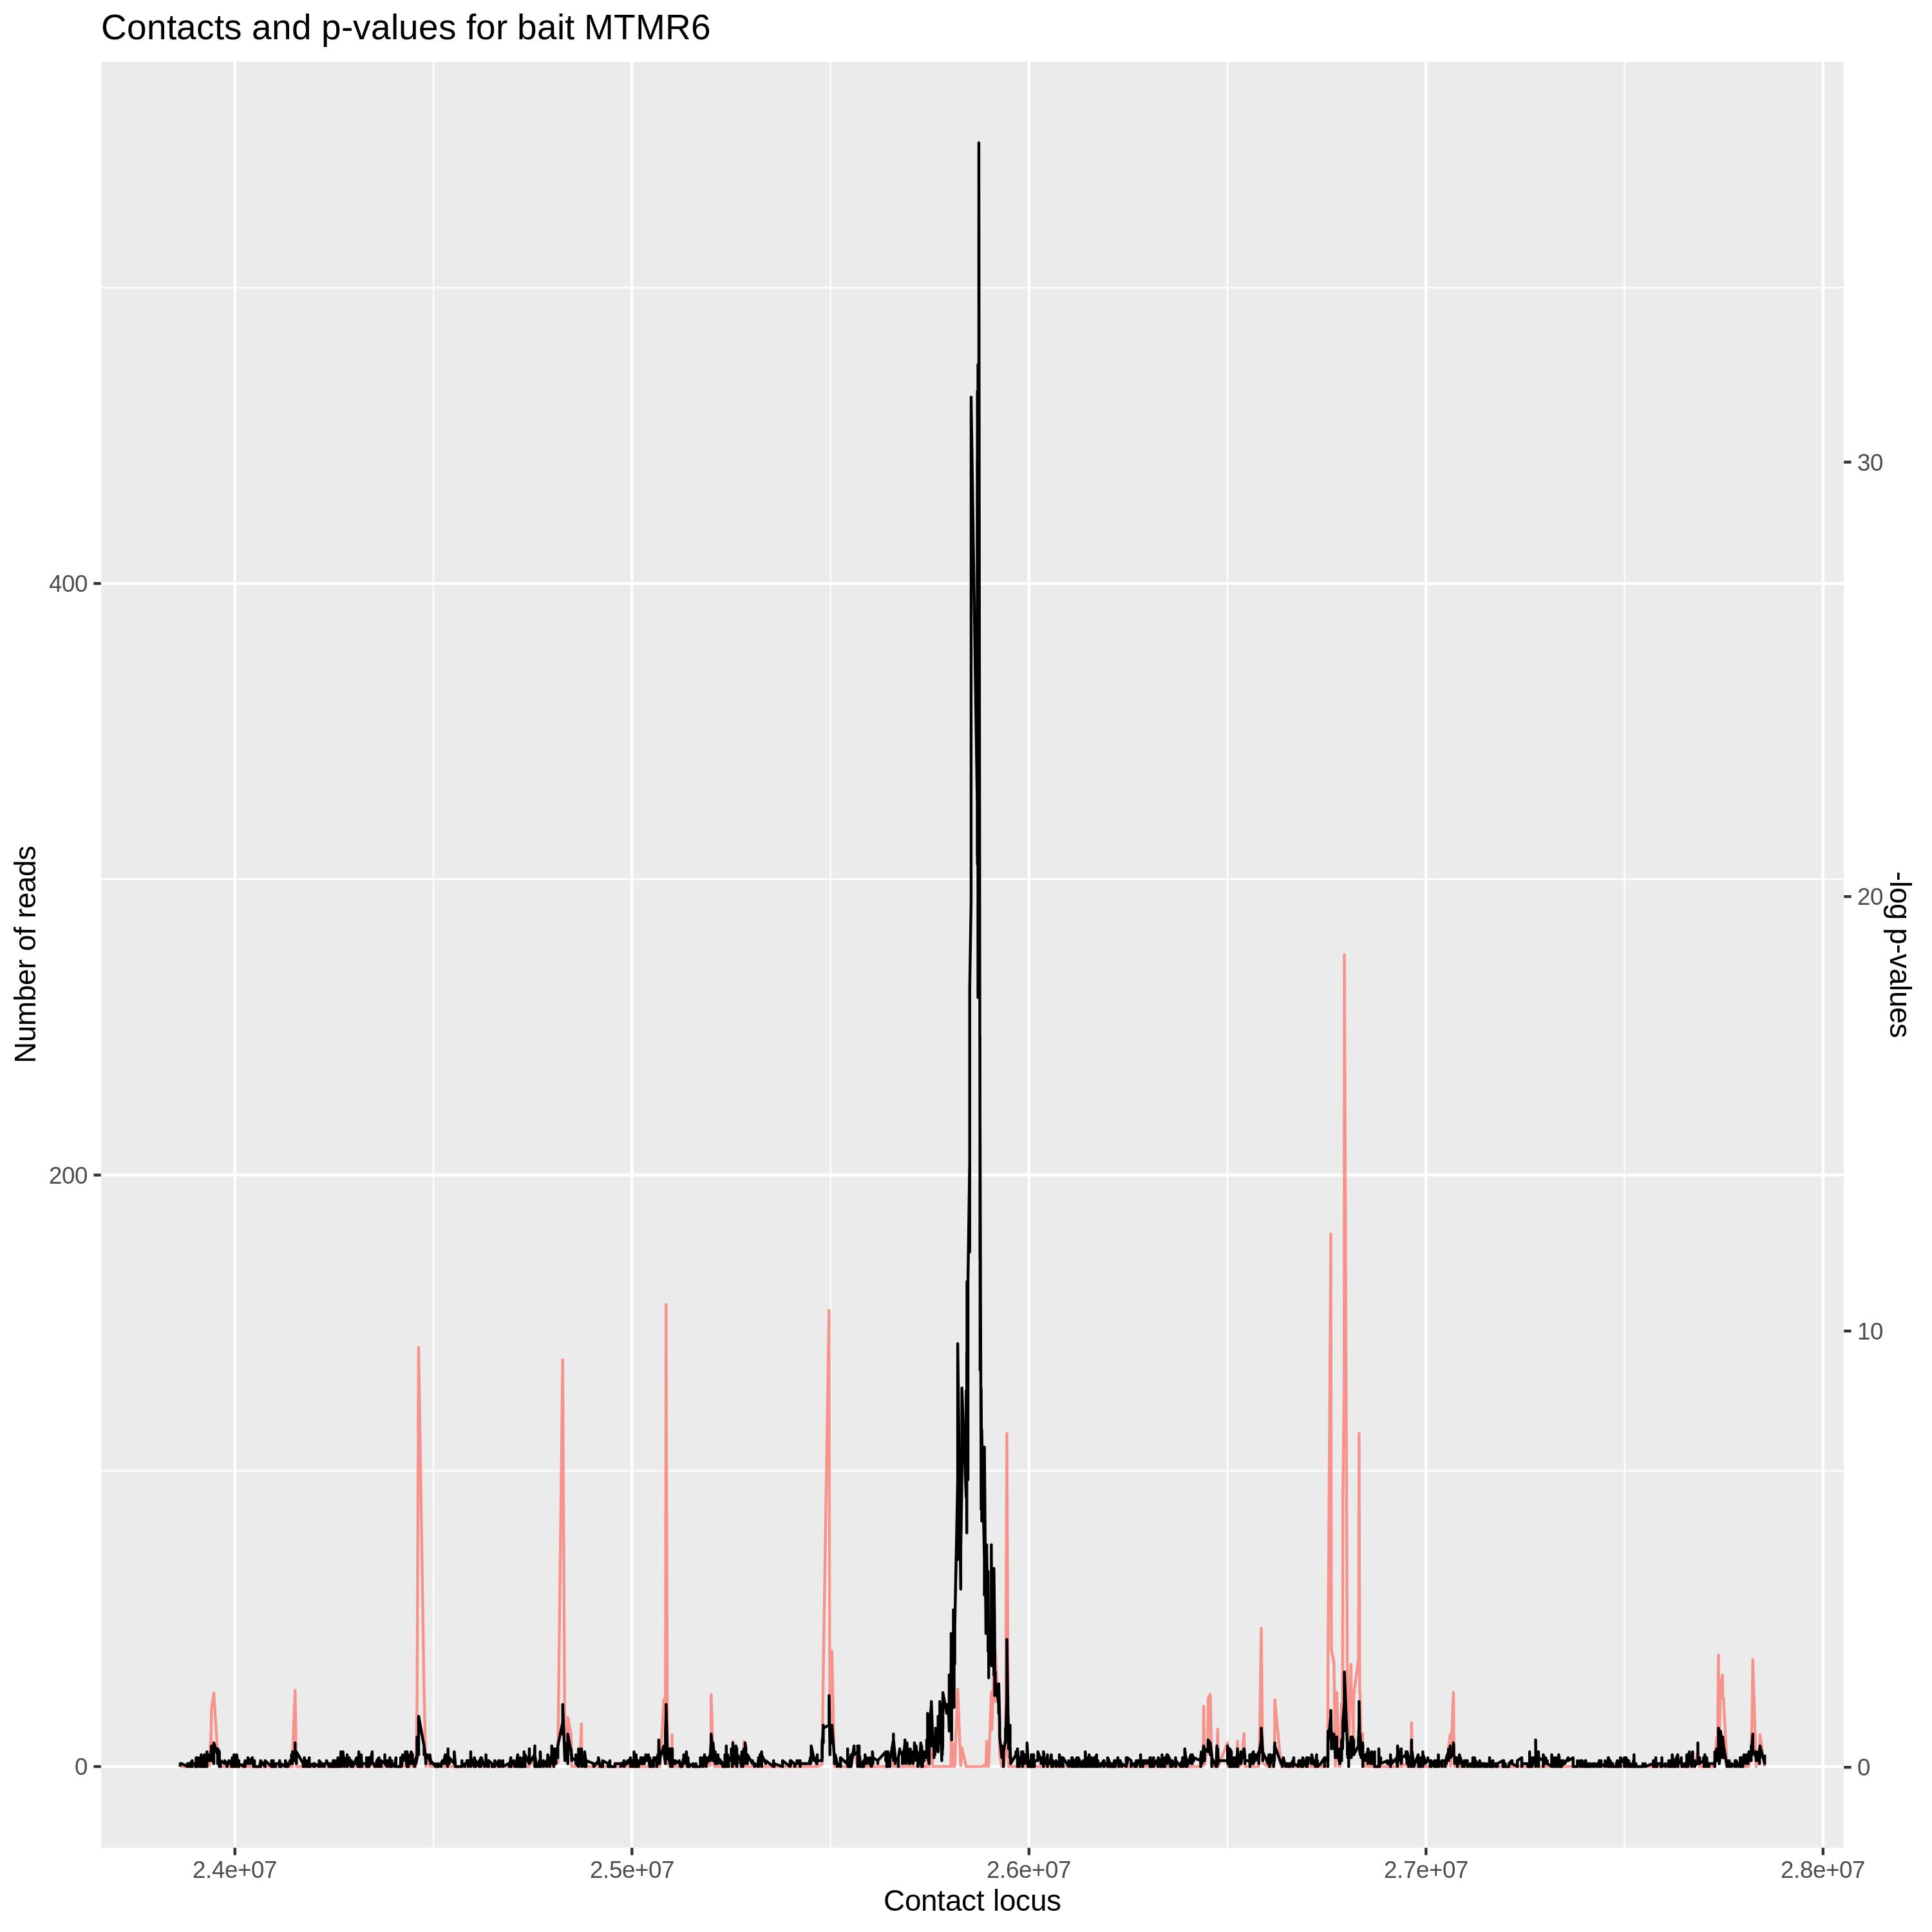 Contacts and p-values for bait MTMR6
Number of reads
400
200
0
30
20
10
0
-log p-values
2.4e+07 2.5e+07 2.6e+07 2.7e+07 2.8e+07
Contact locus